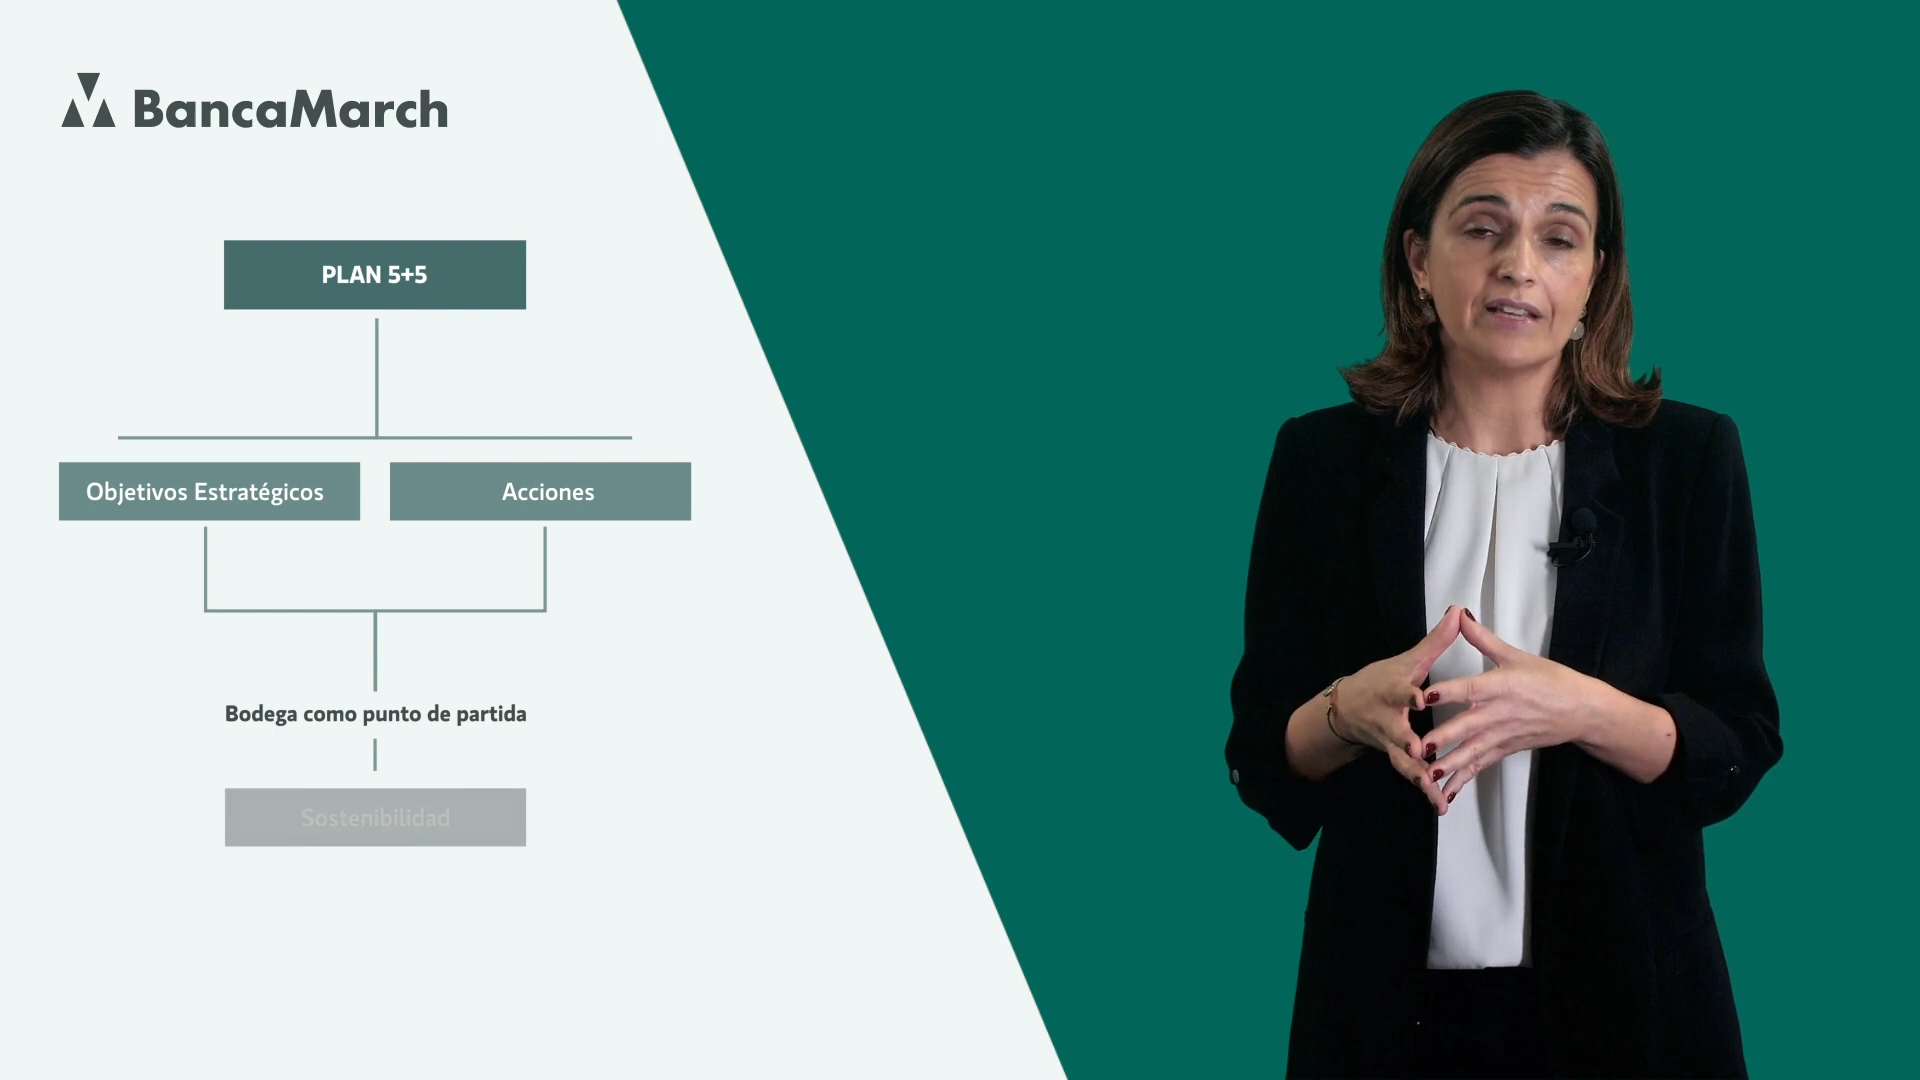 BancaMarch
PLAN 5+5
Objetivos Estratégicos
Acciones
Bodega como punto de partida
Sostenibilidad